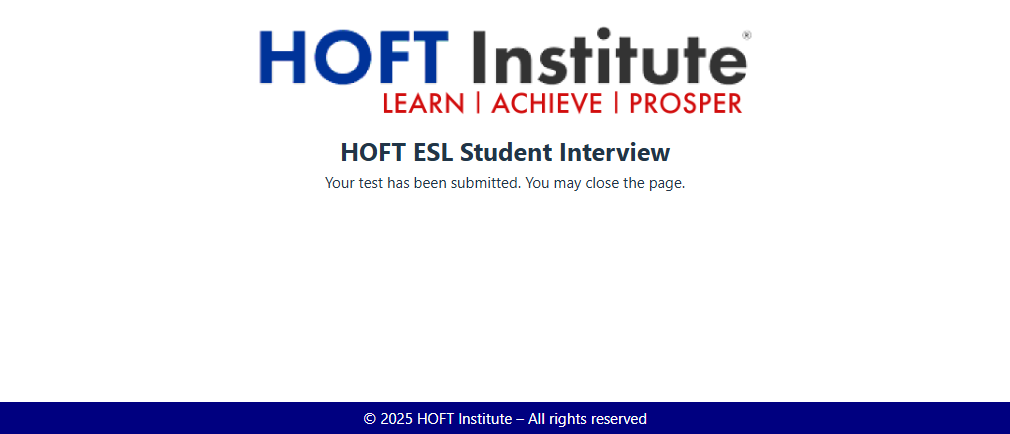 HOFT Institute®
LEARN | ACHIEVE | PROSPER
HOFT ESL Student Interview
Your test has been submitted. You may close the page.
© 2025 HOFT Institute – All rights reserved